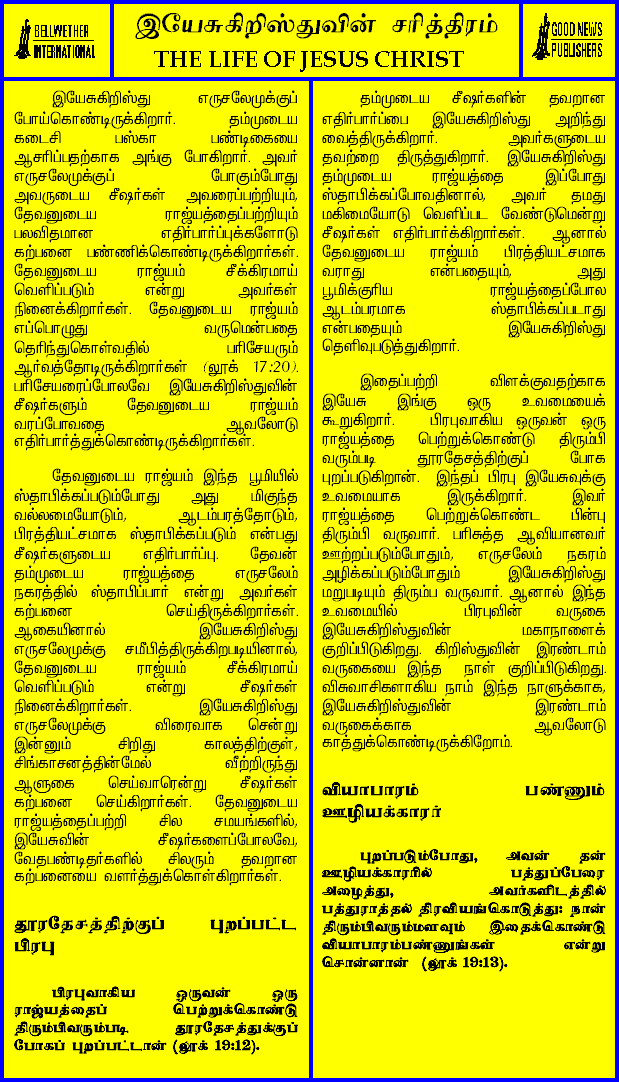 BELLWETHER
INTERNATIONAL
இயேசுகிறிஸ்துவின் சரித்திரம்
THE LIFE OF JESUS CHRIST
GOOD NEWS
PUBLISHERS
இயேசுகிறிஸ்து எருசலேமுக்குப்
போய்கொண்டிருக்கிறார். தம்முடைய
கடைசி பஸ்கா பண்டிகையை
ஆசரிப்பதற்காக அங்கு போகிறார். அவர்
எருசலேமுக்குப் போகும்போது
அவருடைய சீஷர்கள் அவரைப்பற்றியும்,
தேவனுடைய ராஜ்யத்தைப்பற்றியும்
பலவிதமான எதிர்பார்ப்புக்களோடு
கற்பனை பண்ணிக்கொண்டிருக்கிறார்கள்.
தேவனுடைய ராஜ்யம் சீக்கிரமாய்
வெளிப்படும் என்று அவர்கள்
நினைக்கிறார்கள். தேவனுடைய ராஜ்யம்
எப்பொழுது வருமென்பதை
தெரிந்துகொள்வதில் பரிசேயரும்
ஆர்வத்தோடிருக்கிறார்கள் (லூக் 17:20).
பரிசேயரைப்போலவே இயேசுகிறிஸ்துவின்
சீஷர்களும் தேவனுடைய ராஜ்யம்
வரப்போவதை ஆவலோடு
எதிர்பார்த்துக்கொண்டிருக்கிறார்கள்.
தேவனுடைய ராஜ்யம் இந்த பூமியில்
ஸ்தாபிக்கப்படும்போது அது மிகுந்த
வல்லமையோடும், ஆடம்பரத்தோடும்,
பிரத்தியட்சமாக ஸ்தாபிக்கப்படும் என்பது
சீஷர்களுடைய எதிர்பார்ப்பு. தேவன்
தம்முடைய ராஜ்யத்தை எருசலேம்
நகரத்தில் ஸ்தாபிப்பார் என்று அவர்கள்
கற்பனை செய்திருக்கிறார்கள்.
ஆகையினால் இயேசுகிறிஸ்து
எருசலேமுக்கு சமீபித்திருக்கிறபடியினால்,
தேவனுடைய ராஜ்யம் சீக்கிரமாய்
வெளிப்படும் என்று சீஷர்கள்
நினைக்கிறார்கள். இயேசுகிறிஸ்து
எருசலேமுக்கு விரைவாக சென்று
இன்னும் சிறிது காலத்திற்குள்,
சிங்காசனத்தின்மேல் வீற்றிருந்து
ஆளுகை செய்வாரென்று சீஷர்கள்
கற்பனை செய்கிறார்கள். தேவனுடைய
ராஜ்யத்தைப்பற்றி சில சமயங்களில்,
இயேசுவின் சீஷர்களைப்போலவே,
வேதபண்டிதர்களில் சிலரும் தவறான
கற்பனையை வளர்த்துக்கொள்கிறார்கள்.
தூரதேசத்திற்குப் புறப்பட்ட
பிரபு
பிரபுவாகிய ஒருவன் ஒரு
ராஜ்யத்தைப் பெற்றுக்கொண்டு
திரும்பிவரும்படி தூரதேசத்துக்குப்
போகப் புறப்பட்டான் (லூக் 19:12).
தம்முடைய சீஷர்களின் தவறான
எதிர்பார்ப்பை இயேசுகிறிஸ்து அறிந்து
வைத்திருக்கிறார். அவர்களுடைய
தவற்றை திருத்துகிறார். இயேசுகிறிஸ்து
தம்முடைய ராஜ்யத்தை இப்போது
ஸ்தாபிக்கப்போவதினால், அவர் தமது
மகிமையோடு வெளிப்பட வேண்டுமென்று
சீஷர்கள் எதிர்பார்க்கிறார்கள். ஆனால்
தேவனுடைய ராஜ்யம் பிரத்தியட்சமாக
வராது என்பதையும், அது
பூமிக்குரிய ராஜ்யத்தைப்போல
ஆடம்பரமாக ஸ்தாபிக்கப்படாது
என்பதையும் இயேசுகிறிஸ்து
தெளிவுபடுத்துகிறார்.
இதைப்பற்றி விளக்குவதற்காக
இயேசு இங்கு ஒரு உவமையைக்
கூறுகிறார். பிரபுவாகிய ஒருவன் ஒரு
ராஜ்யத்தை பெற்றுக்கொண்டு திரும்பி
வரும்படி தூரதேசத்திற்குப் போக
புறப்படுகிறான். இந்தப் பிரபு இயேசுவுக்கு
உவமையாக இருக்கிறார். இவர்
ராஜ்யத்தை பெற்றுக்கொண்ட பின்பு
திரும்பி வருவார். பரிசுத்த ஆவியானவர்
ஊற்றப்படும்போதும், எருசலேம் நகரம்
அழிக்கப்படும்போதும் இயேசுகிறிஸ்து
மறுபடியும் திரும்ப வருவார். ஆனால் இந்த
உவமையில் பிரபுவின் வருகை
இயேசுகிறிஸ்துவின் மகாநாளைக்
குறிப்பிடுகிறது. கிறிஸ்துவின் இரண்டாம்
வருகையை இந்த நாள் குறிப்பிடுகிறது.
விசுவாசிகளாகிய நாம் இந்த நாளுக்காக,
இயேசுகிறிஸ்துவின் இரண்டாம்
வருகைக்காக ஆவலோடு
காத்துக்கொண்டிருக்கிறோம்.
வியாபாரம் பண்ணும்
ஊழியக்காரர்
புறப்படும்போது, அவன் தன்
ஊழியக்காரரில் பத்துப்பேரை
அழைத்து, அவர்களிடத்தில்
பத்துராத்தல் திரவியங்கொடுத்து: நான்
திரும்பிவருமளவும் இதைக்கொண்டு
வியாபாரம்பண்ணுங்கள் என்று
சொன்னான் (லூக் 19:13).